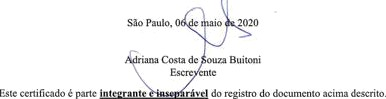 São Paulo, 06 de maio de 2020
Adriana Costa de Souza Buitoni
Escrevente
Este certificado é parte integrante e inseparável do registro do documento acima descrito.